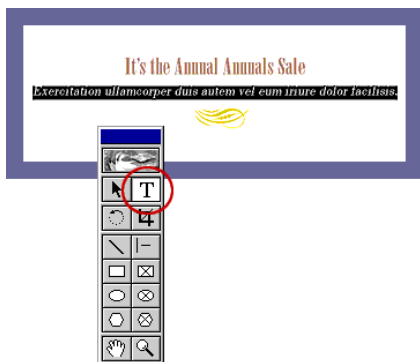 It's the Annual Annuals Sale
Exercitation ullamcorper duis autem vel eum iriure dolor facilisis.
T